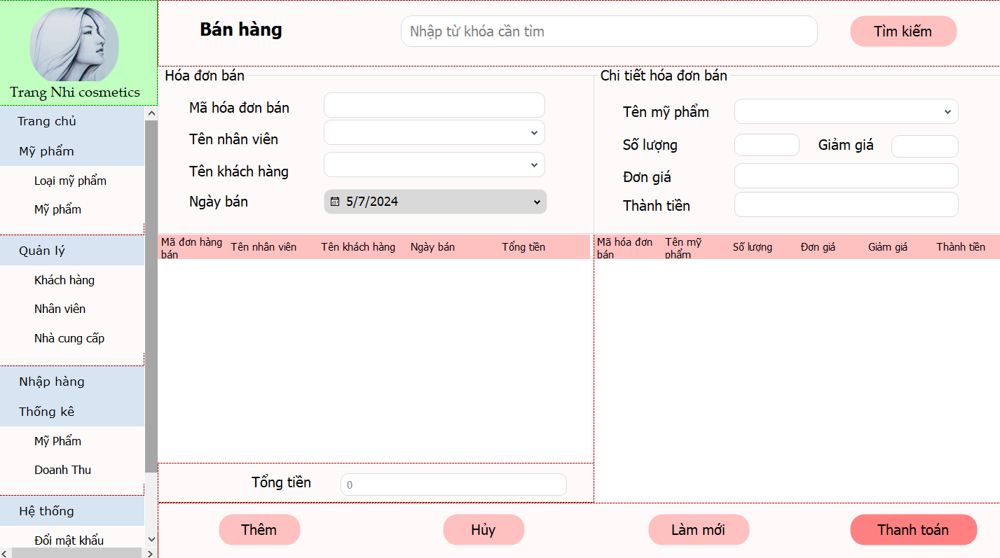 Trang Nhi cosmetics
Trang chủ
Mỹ phẩm
Loại mỹ phẩm
Mỹ phẩm
Quản lý
Khách hàng
Nhân viên
Nhà cung cấp
Nhập hàng
Thống kê
Mỹ Phẩm
Doanh Thu
Hệ thống
Đổi mật khẩu
Bán hàng
Nhập từ khóa cần tìm
Tìm kiếm
Hóa đơn bán
Mã hóa đơn bán
Tên nhân viên
Tên khách hàng
Ngày bán 5/7/2024
Chi tiết hóa đơn bán
Tên mỹ phẩm
Số lượng Giảm giá
Đơn giá
Thành tiền
Mã đơn hàng bán Tên nhân viên Tên khách hàng Ngày bán Tổng tiền
Mã hóa đơn bán Tên mỹ phẩm Số lượng Đơn giá Giảm giá Thành tiền
Tổng tiền 0
Thêm Hủy Làm mới Thanh toán